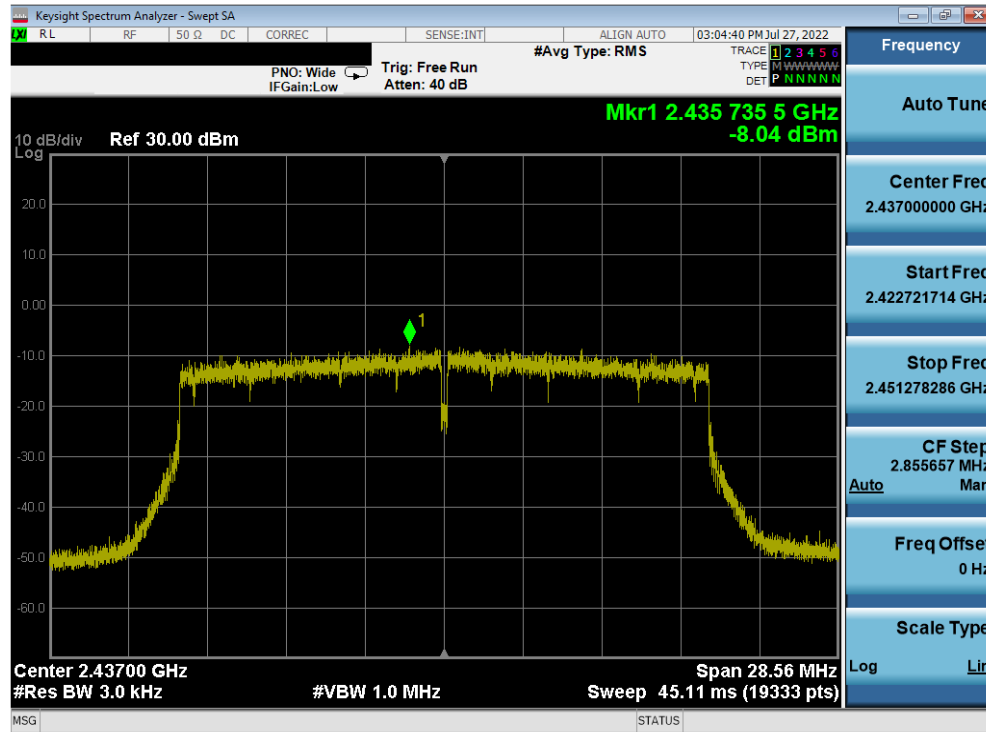 Keysight Spectrum Analyzer - Swept SA
LXI RL RF 50 Ω DC CORREC SENSE:INT ALIGN AUTO 03:04:40 PM Jul 27, 2022
#Avg Type: RMS TRACE 1 2 3 4 5 6
PNO: Wide Trig: Free Run TYPE M WWWWW
IFGain:Low Atten: 40 dB DET P N N N N N
Mkr1 2.435 735 5 GHz
-8.04 dBm
10 dB/div Ref 30.00 dBm
Log
20.0
10.0
0.00
1
-10.0
-20.0
-30.0
-40.0
-50.0
-60.0
Center 2.43700 GHz Span 28.56 MHz
#Res BW 3.0 kHz #VBW 1.0 MHz Sweep 45.11 ms (19333 pts)
MSG STATUS
Frequency
Auto Tune
Center Freq
2.437000000 GHz
Start Freq
2.422721714 GHz
Stop Freq
2.451278286 GHz
CF Step
2.855657 MHz
Auto Man
Freq Offset
0 Hz
Scale Type
Log Lin